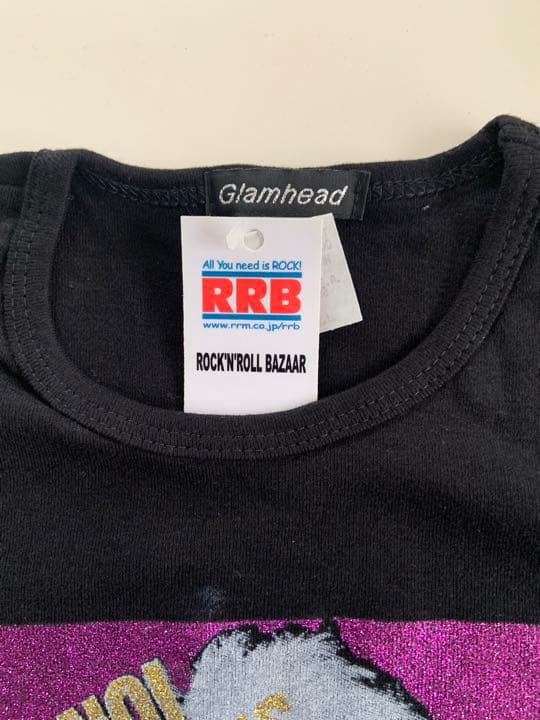 Glamhead
All You need is ROCK!
RRB
www.rrm.co.jp/rrb
ROCK'N'ROLL BAZAAR